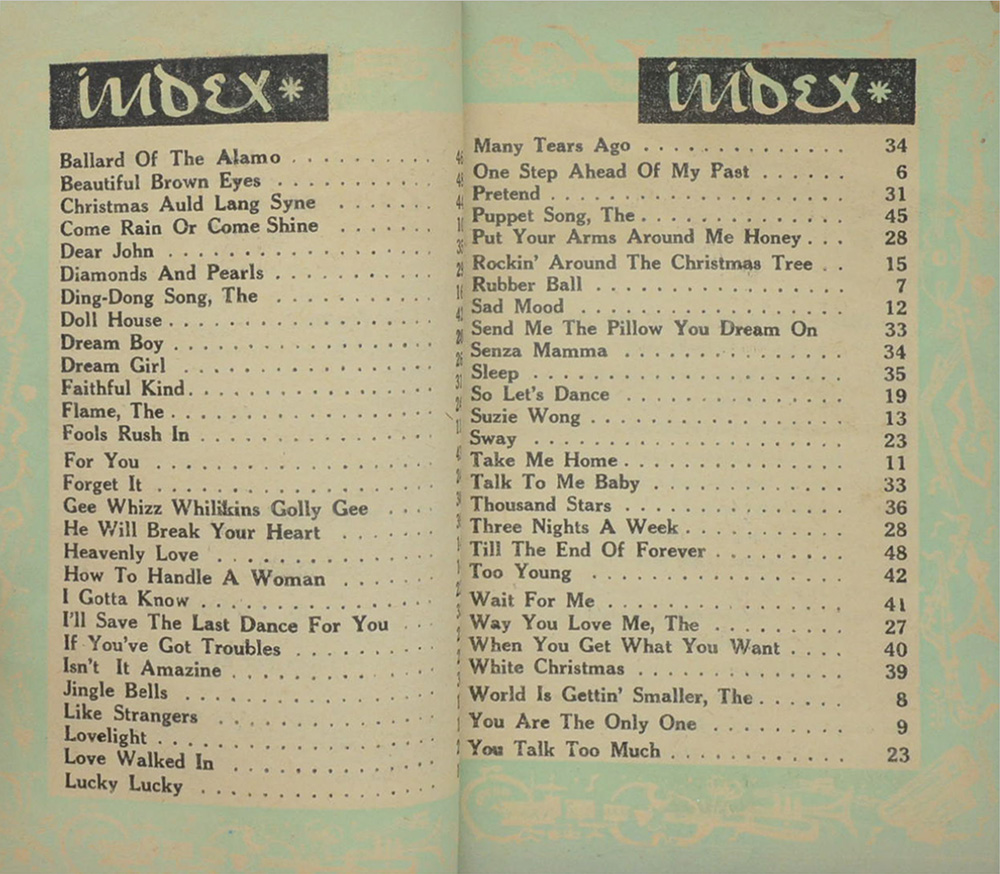 index*
Ballard Of The Alamo . . . . . . . . . . .
Beautiful Brown Eyes . . . . . . . . . . .
Christmas Auld Lang Syne . . . . . . .
Come Rain Or Come Shine . . . . . . .
Dear John . . . . . . . . . . . . . . . .
Diamonds And Pearls . . . . . . . . . . .
Ding-Dong Song, The . . . . . . . . . . .
Doll House . . . . . . . . . . . . . . . .
Dream Boy . . . . . . . . . . . . . . . .
Dream Girl . . . . . . . . . . . . . . . .
Faithful Kind . . . . . . . . . . . . . . .
Flame, The . . . . . . . . . . . . . . . .
Fools Rush In . . . . . . . . . . . . . . .
For You . . . . . . . . . . . . . . . . .
Forget It . . . . . . . . . . . . . . . . .
Gee Whizz Whilikins Golly Gee . . . .
He Will Break Your Heart . . . . . . .
Heavenly Love . . . . . . . . . . . . . .
How To Handle A Woman . . . . . . .
I Gotta Know . . . . . . . . . . . . . . .
I'll Save The Last Dance For You . . .
If You've Got Troubles . . . . . . . . .
Isn't It Amazine . . . . . . . . . . . . .
Jingle Bells . . . . . . . . . . . . . . .
Like Strangers . . . . . . . . . . . . . .
Lovelight . . . . . . . . . . . . . . . . .
Love Walked In . . . . . . . . . . . . .
Lucky Lucky . . . . . . . . . . . . . . .
index*
Many Tears Ago . . . . . . . . . . . . . 34
One Step Ahead Of My Past . . . . . . 6
Pretend . . . . . . . . . . . . . . . . . 31
Puppet Song, The . . . . . . . . . . . . . 45
Put Your Arms Around Me Honey . . . 28
Rockin' Around The Christmas Tree . . 15
Rubber Ball . . . . . . . . . . . . . . . 7
Sad Mood . . . . . . . . . . . . . . . . 12
Send Me The Pillow You Dream On 33
Senza Mamma . . . . . . . . . . . . . . 34
Sleep . . . . . . . . . . . . . . . . . . 35
So Let's Dance . . . . . . . . . . . . . . 19
Suzie Wong . . . . . . . . . . . . . . . . 13
Sway . . . . . . . . . . . . . . . . . . 23
Take Me Home . . . . . . . . . . . . . . 11
Talk To Me Baby . . . . . . . . . . . . . 33
Thousand Stars . . . . . . . . . . . . . . 36
Three Nights A Week . . . . . . . . . . 28
Till The End Of Forever . . . . . . . . . 48
Too Young . . . . . . . . . . . . . . . . 42
Wait For Me . . . . . . . . . . . . . . . 41
Way You Love Me, The . . . . . . . . . 27
When You Get What You Want . . . . 40
White Christmas . . . . . . . . . . . . . 39
World Is Gettin' Smaller, The . . . . . . 8
You Are The Only One . . . . . . . . . 9
You Talk Too Much . . . . . . . . . . . 23